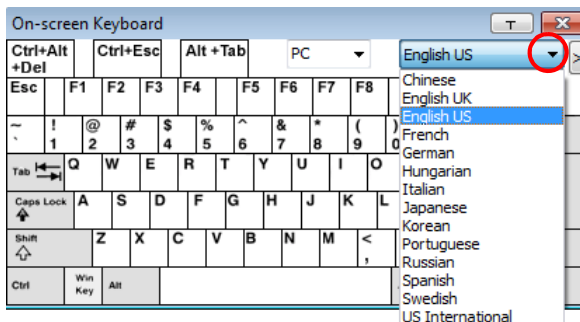 On-screen Keyboard T X
Ctrl+Alt
+Del Ctrl+Esc Alt +Tab PC English US >
Esc F1 F2 F3 F4 F5 F6 F7 F8
~ ! @ # $ % ^ & * ( )
` 1 2 3 4 5 6 7 8 9 0
Tab Q W E R T Y U I O
Caps Lock A S D F G H J K L
Shift Z X C V B N M <
,
Ctrl Win
Key Alt
Chinese
English UK
English US
French
German
Hungarian
Italian
Japanese
Korean
Portuguese
Russian
Spanish
Swedish
US International